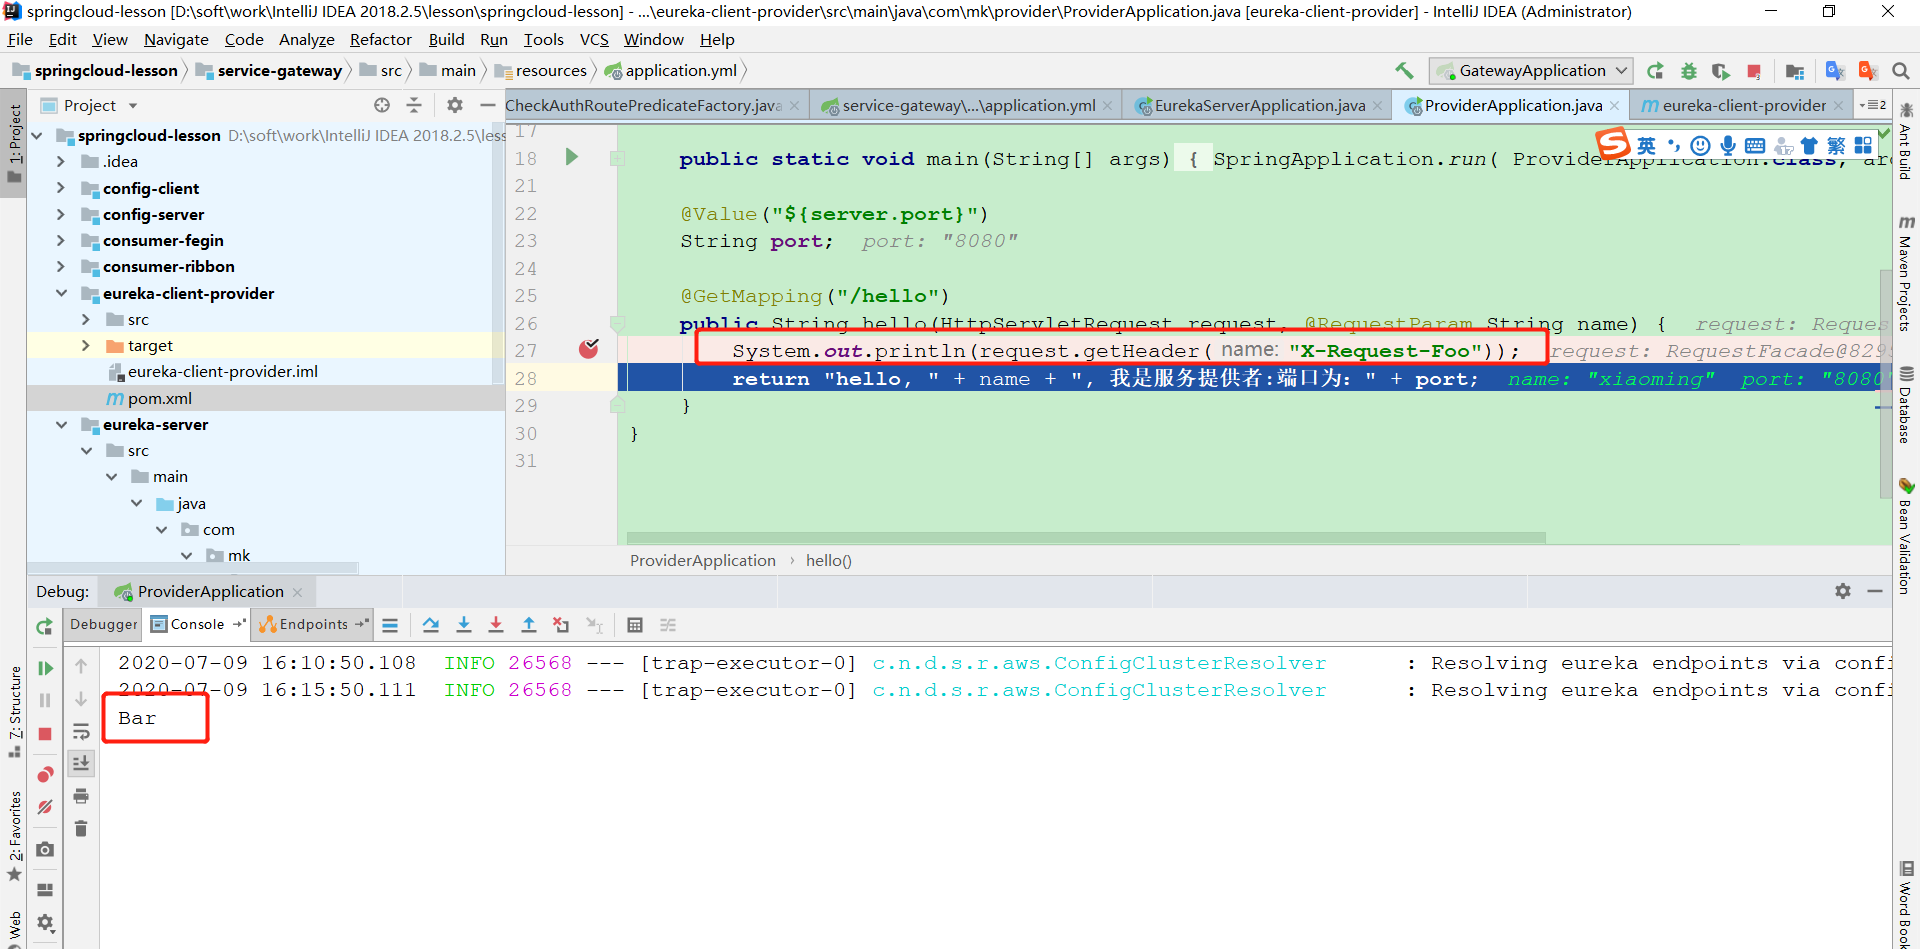 springcloud-lesson [D:\soft\work\IntelliJ IDEA 2018.2.5\lesson\springcloud-lesson] - ...\eureka-client-provider\src\main\java\com\mk\provider\ProviderApplication.java [eureka-client-provider] - IntelliJ IDEA (Administrator)
File Edit View Navigate Code Analyze Refactor Build Run Tools VCS Window Help
springcloud-lesson service-gateway src main resources application.yml GatewayApplication
1: Project
Project
CheckAuthRoutePredicateFactory.java service-gateway\...\application.yml EurekaServerApplication.java ProviderApplication.java eureka-client-provider 2
springcloud-lesson D:\soft\work\IntelliJ IDEA 2018.2.5\less
.idea
config-client
config-server
consumer-fegin
consumer-ribbon
eureka-client-provider
src
target
eureka-client-provider.iml
pom.xml
eureka-server
src
main
java
com
mk
17
18 public static void main(String[] args) { SpringApplication.run( ProviderApplication.class, ar
21
22 @Value("${server.port}")
23 String port; port: "8080"
24
25 @GetMapping("/hello")
26 public String hello(HttpServletRequest request, @RequestParam String name) { request: Reques
27 System.out.println(request.getHeader( name: "X-Request-Foo")); request: RequestFacade@829
28 return "hello, " + name + ", 我是服务提供者:端口为: " + port; name: "xiaoming" port: "8080"
29 }
30 }
31
英 繁
ProviderApplication › hello()
Ant Build
Maven Projects
Database
Bean Validation
Word Book
Debug: ProviderApplication
Debugger Console Endpoints
2020-07-09 16:10:50.108 INFO 26568 --- [trap-executor-0] c.n.d.s.r.aws.ConfigClusterResolver : Resolving eureka endpoints via confi
2020-07-09 16:15:50.111 INFO 26568 --- [trap-executor-0] c.n.d.s.r.aws.ConfigClusterResolver : Resolving eureka endpoints via confi
Bar
7: Structure
2: Favorites
Web